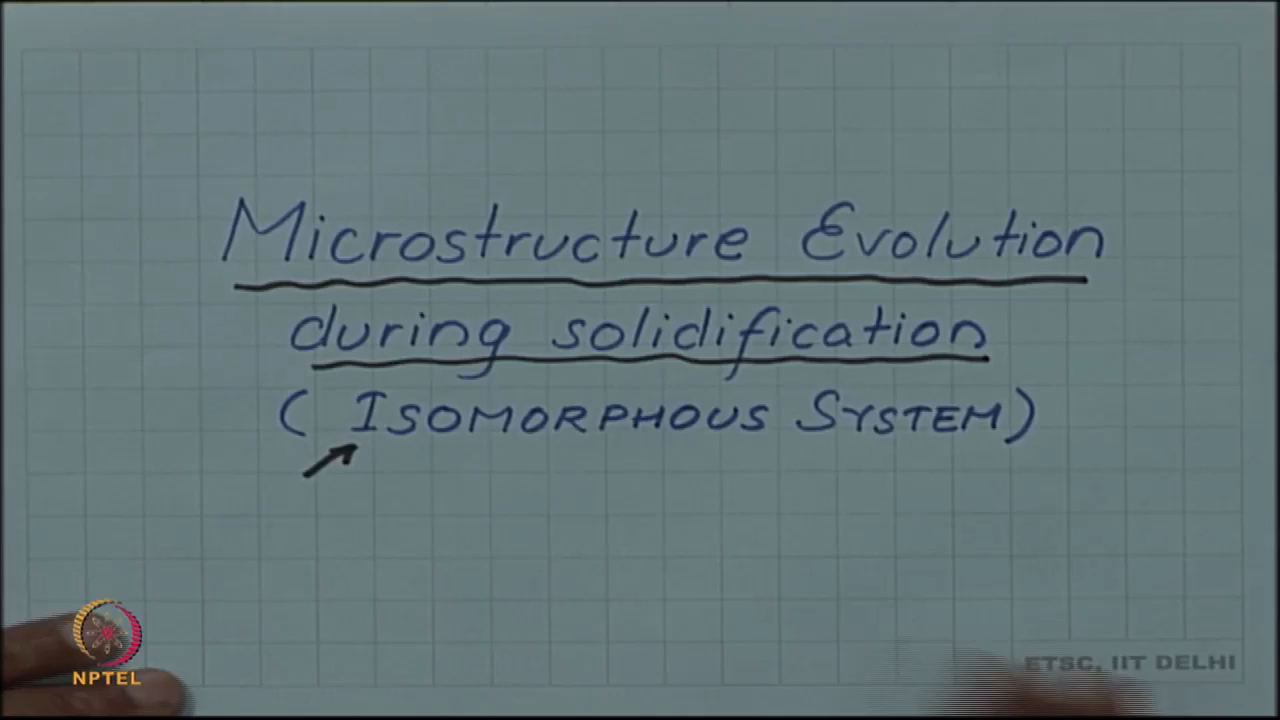 Microstructure Evolution
during solidification
( ISOMORPHOUS SYSTEM)
NPTEL
ETSC, IIT DELHI